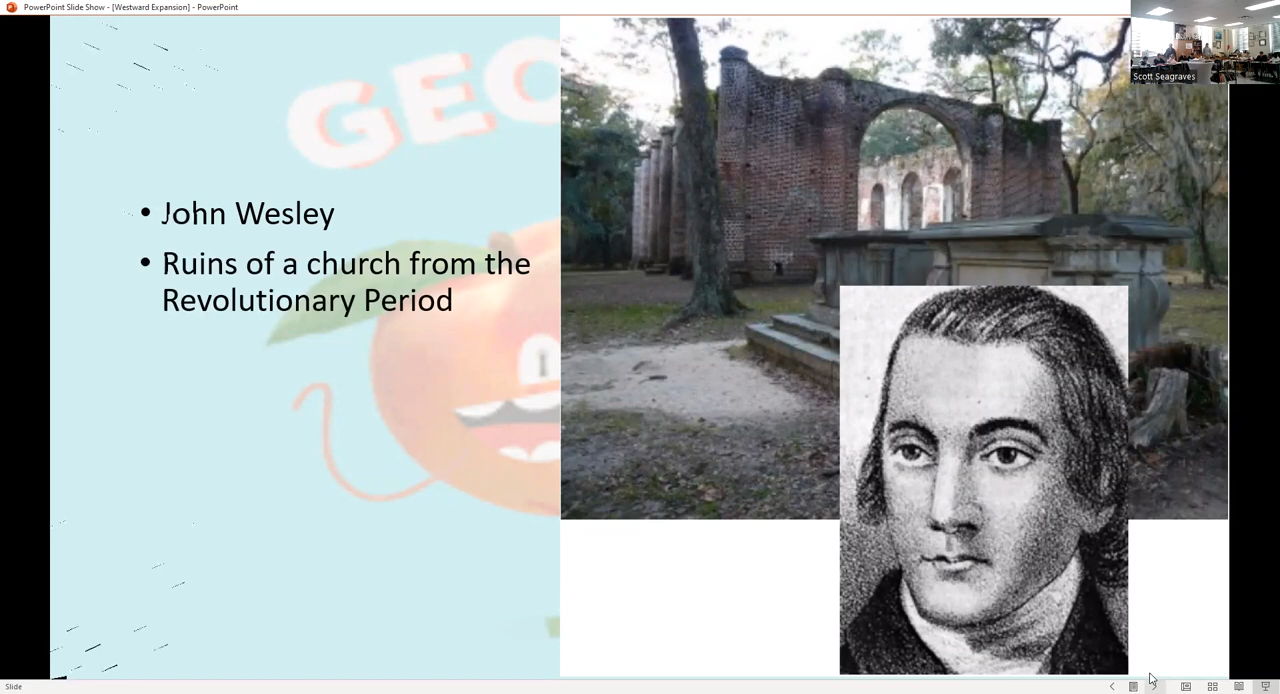 PowerPoint Slide Show - [Westward Expansion] - PowerPoint
Scott Seagraves
GEO
• John Wesley
• Ruins of a church from the
Revolutionary Period
Slide